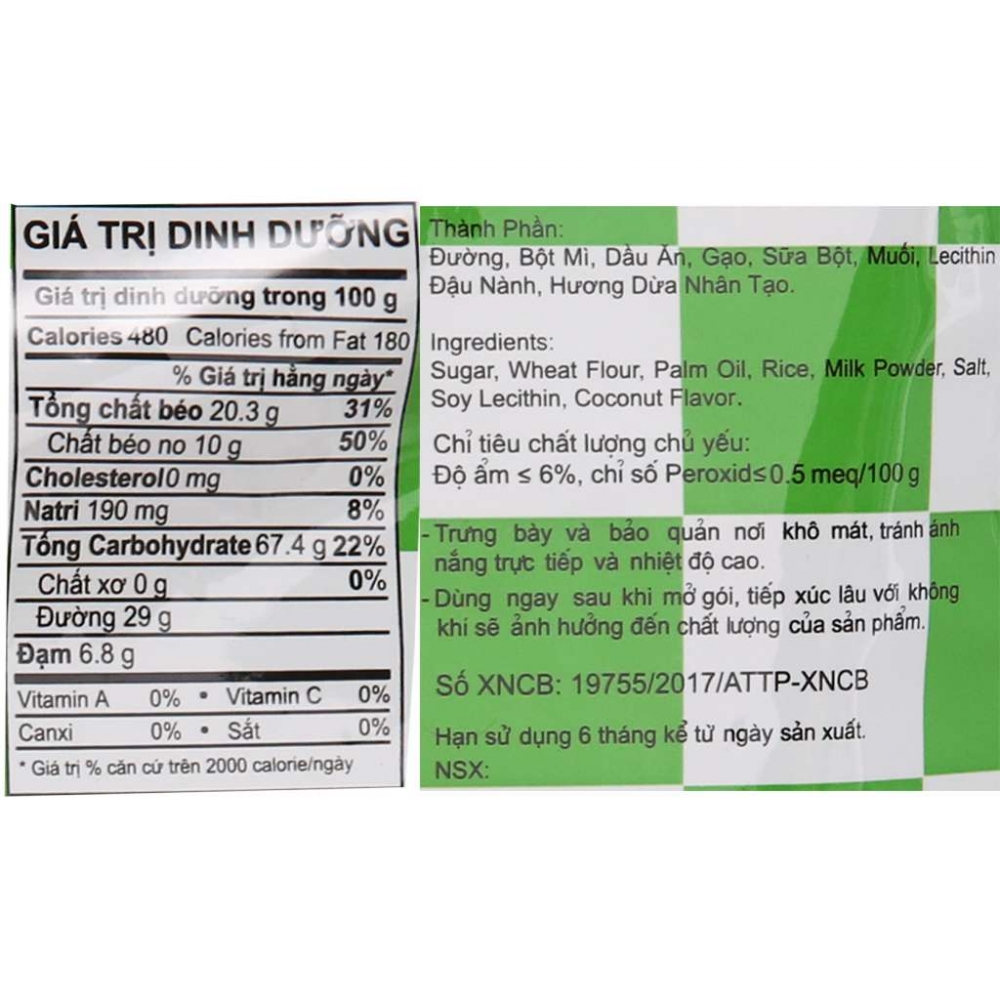 GIÁ TRỊ DINH DƯỠNG
Giá trị dinh dưỡng trong 100 g
Calories 480 Calories from Fat 180
% Giá trị hằng ngày*
Tổng chất béo 20.3 g 31%
Chất béo no 10 g 50%
Cholesterol 0 mg 0%
Natri 190 mg 8%
Tổng Carbohydrate 67.4 g 22%
Chất xơ 0 g 0%
Đường 29 g
Đạm 6.8 g
Vitamin A 0% • Vitamin C 0%
Canxi 0% • Sắt 0%
* Giá trị % căn cứ trên 2000 calorie/ngày
Thành Phần:
Đường, Bột Mì, Dầu Ăn, Gạo, Sữa Bột, Muối, Lecithin
Đậu Nành, Hương Dừa Nhân Tạo.
Ingredients:
Sugar, Wheat Flour, Palm Oil, Rice, Milk Powder, Salt,
Soy Lecithin, Coconut Flavor.
Chỉ tiêu chất lượng chủ yếu:
Độ ẩm ≤ 6%, chỉ số Peroxid≤0.5 meq/100 g
- Trưng bày và bảo quản nơi khô mát, tránh ánh
nắng trực tiếp và nhiệt độ cao.
- Dùng ngay sau khi mở gói, tiếp xúc lâu với không
khí sẽ ảnh hưởng đến chất lượng của sản phẩm.
Số XNCB: 19755/2017/ATTP-XNCB
Hạn sử dụng 6 tháng kể từ ngày sản xuất.
NSX: